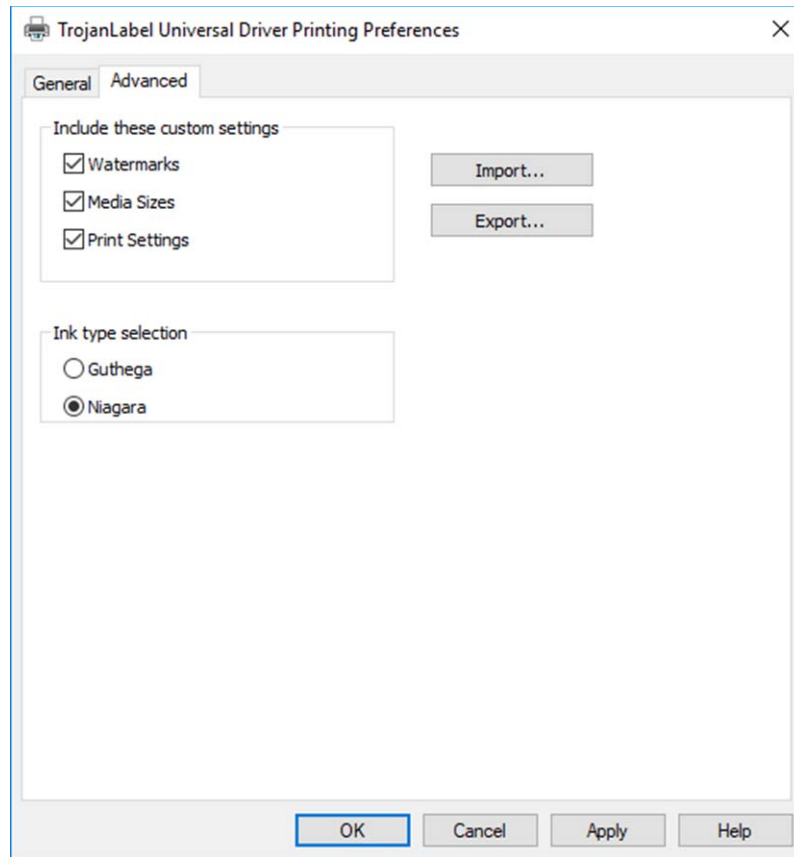 TrojanLabel Universal Driver Printing Preferences
General Advanced
Include these custom settings
Watermarks
Import...
Media Sizes
Export...
Print Settings
Ink type selection
Guthega
Niagara
OK Cancel Apply Help